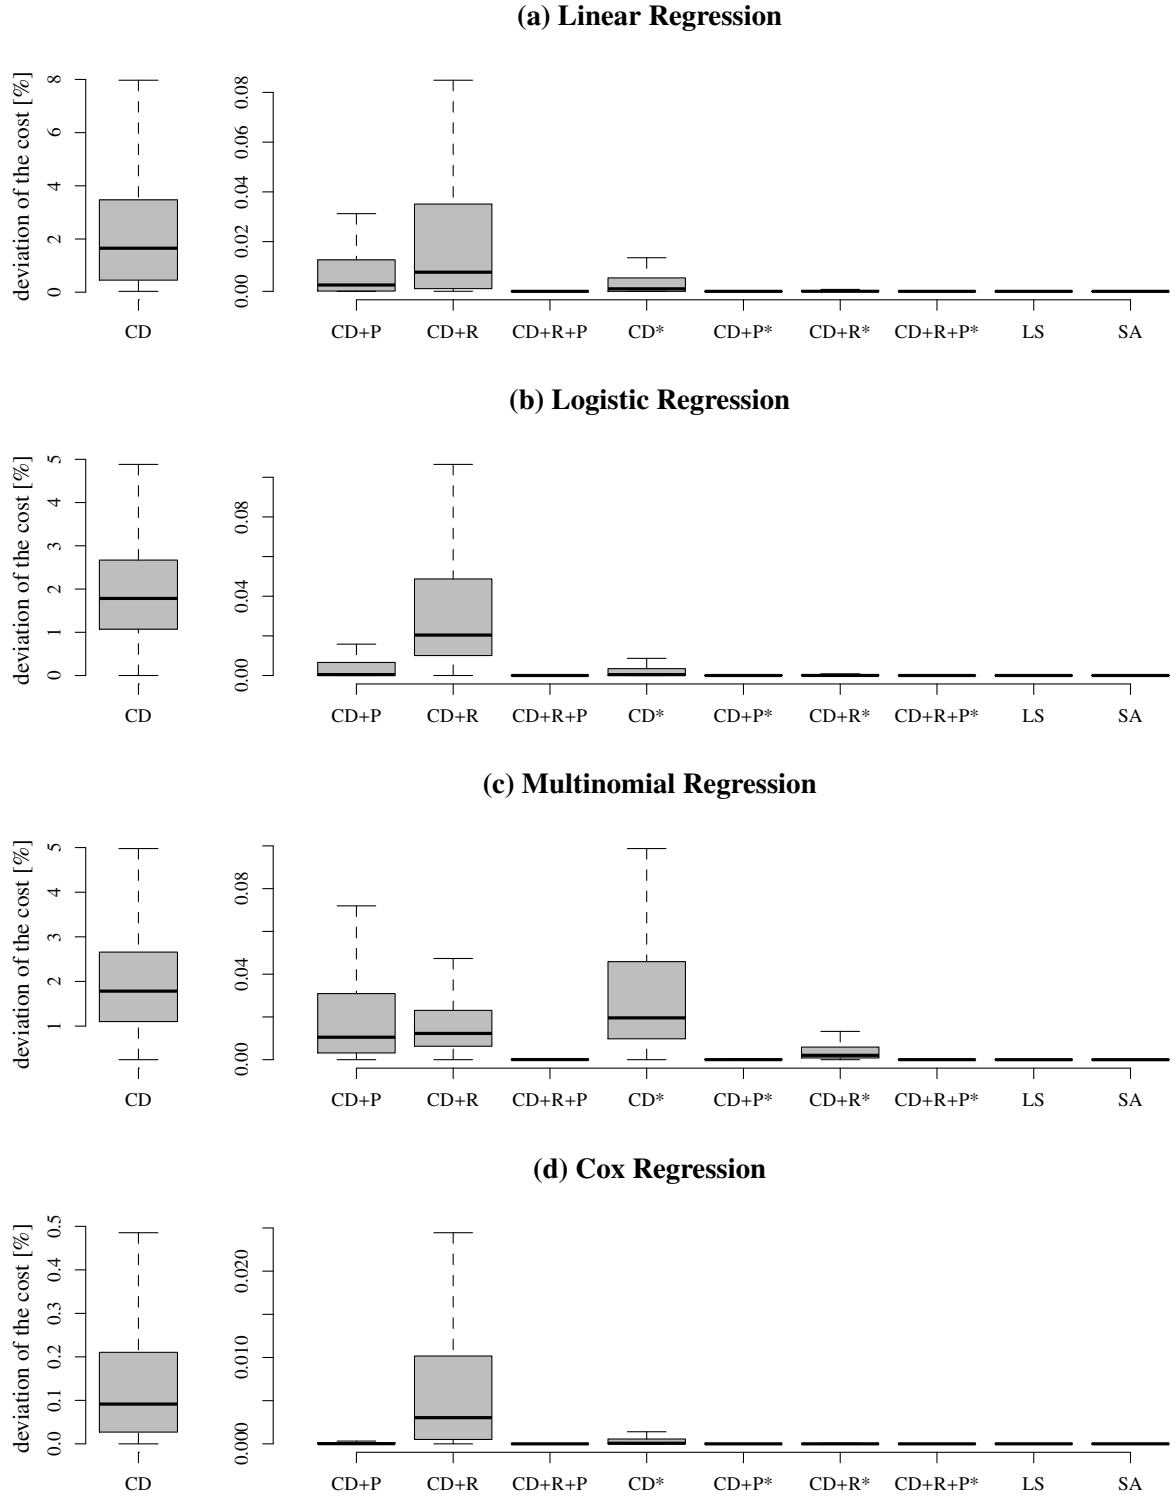 (a) Linear Regression
deviation of the cost [%]
0 2 4 6 8
0.00 0.02 0.04 0.06 0.08
CD CD+P CD+R CD+R+P CD* CD+P* CD+R* CD+R+P* LS SA
(b) Logistic Regression
deviation of the cost [%]
0 1 2 3 4 5
0.00 0.04 0.08
CD CD+P CD+R CD+R+P CD* CD+P* CD+R* CD+R+P* LS SA
(c) Multinomial Regression
deviation of the cost [%]
1 2 3 4 5
0.00 0.04 0.08
CD CD+P CD+R CD+R+P CD* CD+P* CD+R* CD+R+P* LS SA
(d) Cox Regression
deviation of the cost [%]
0.0 0.1 0.2 0.3 0.4 0.5
0.000 0.010 0.020
CD CD+P CD+R CD+R+P CD* CD+P* CD+R* CD+R+P* LS SA